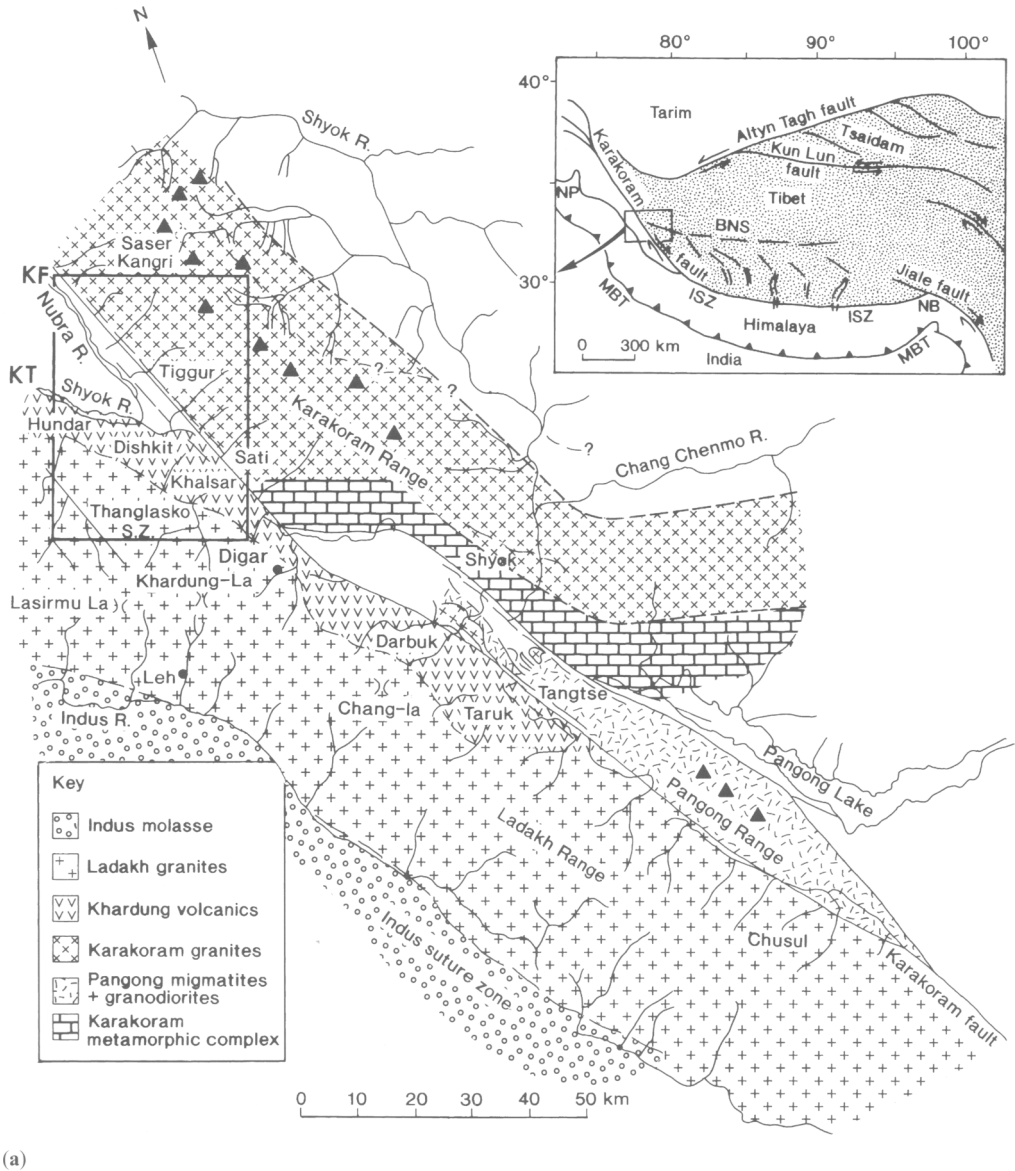 N
Shyok R.
Saser
Kangri
KF
Nubra R.
KT
Shyok R.
Tiggur
Hundar
Dishkit
Sati
Khalsar
Thanglasko
S.Z.
Digar
Khardung-La
Lasirmu La
Leh
Indus R.
Karakoram Range
?
?
?
Chang Chenmo R.
Shyok
Darbuk
Chang-la
Taruk
Tangtse
Pangong Lake
Pangong Range
Ladakh Range
Chusul
Indus suture zone
Karakoram fault
80°
90°
100°
40°
30°
Tarim
Karakoram
fault
Altyn Tagh fault
Tsaidam
Kun Lun
fault
Tibet
NP
BNS
MBT
ISZ
Himalaya
ISZ
Jiale fault
NB
MBT
India
0 300 km
Key
Indus molasse
Ladakh granites
Khardung volcanics
Karakoram granites
Pangong migmatites
+ granodiorites
Karakoram
metamorphic complex
0 10 20 30 40 50 km
(a)